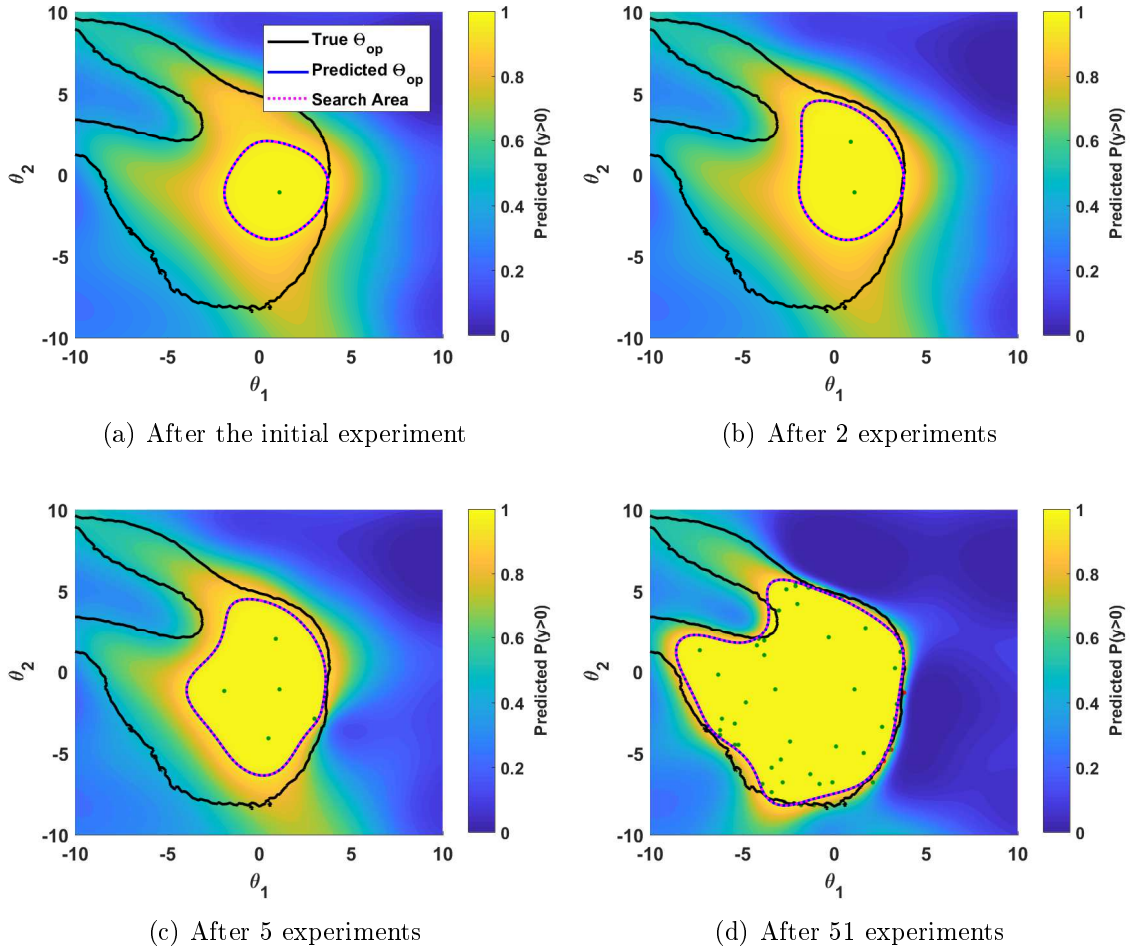 True Θop
Predicted Θop
Search Area
10
5
0
-5
-10
θ2
-10 -5 0 5 10
θ1
1
0.8
0.6
0.4
0.2
0
Predicted P(y>0)
(a) After the initial experiment
10
5
0
-5
-10
θ2
-10 -5 0 5 10
θ1
1
0.8
0.6
0.4
0.2
0
Predicted P(y>0)
(b) After 2 experiments
10
5
0
-5
-10
θ2
-10 -5 0 5 10
θ1
1
0.8
0.6
0.4
0.2
0
Predicted P(y>0)
(c) After 5 experiments
10
5
0
-5
-10
θ2
-10 -5 0 5 10
θ1
1
0.8
0.6
0.4
0.2
0
Predicted P(y>0)
(d) After 51 experiments